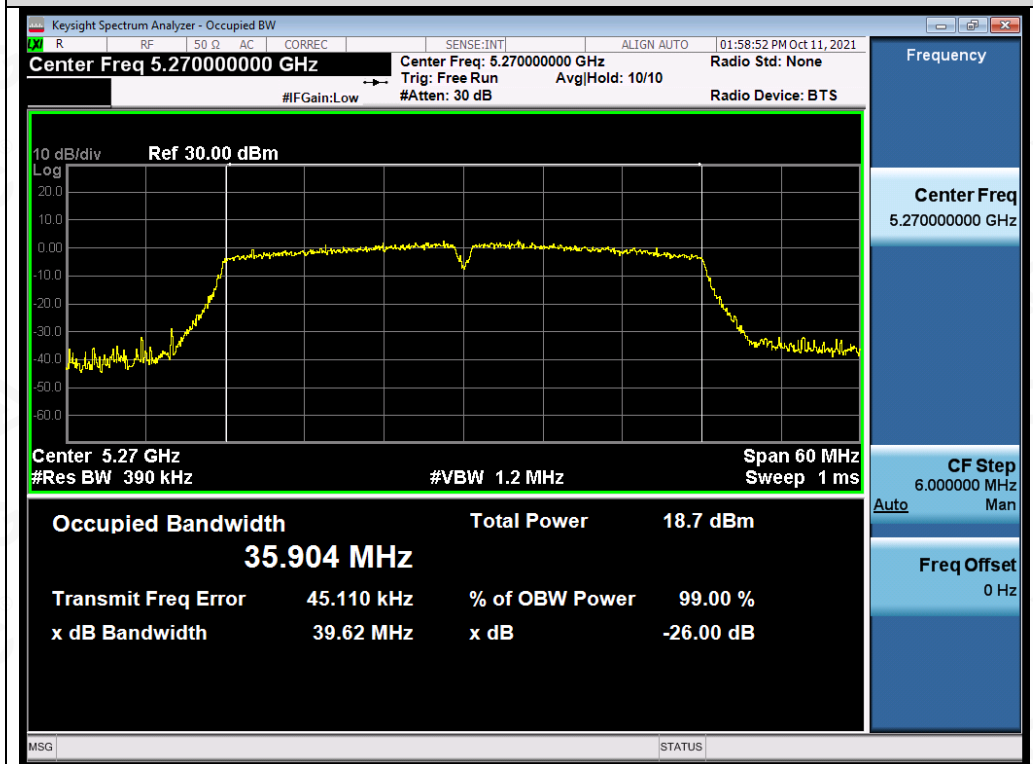 Keysight Spectrum Analyzer - Occupied BW
LXI R RF 50 Ω AC CORREC SENSE:INT ALIGN AUTO 01:58:52 PM Oct 11, 2021
Center Freq 5.270000000 GHz
Center Freq: 5.270000000 GHz Radio Std: None
Trig: Free Run Avg|Hold: 10/10
#IFGain:Low #Atten: 30 dB Radio Device: BTS
10 dB/div Ref 30.00 dBm
Log
20.0
10.0
0.00
-10.0
-20.0
-30.0
-40.0
-50.0
-60.0
Center 5.27 GHz Span 60 MHz
#Res BW 390 kHz #VBW 1.2 MHz Sweep 1 ms
Occupied Bandwidth Total Power 18.7 dBm
35.904 MHz
Transmit Freq Error 45.110 kHz % of OBW Power 99.00 %
x dB Bandwidth 39.62 MHz x dB -26.00 dB
MSG STATUS
Frequency
Center Freq
5.270000000 GHz
CF Step
6.000000 MHz
Auto Man
Freq Offset
0 Hz